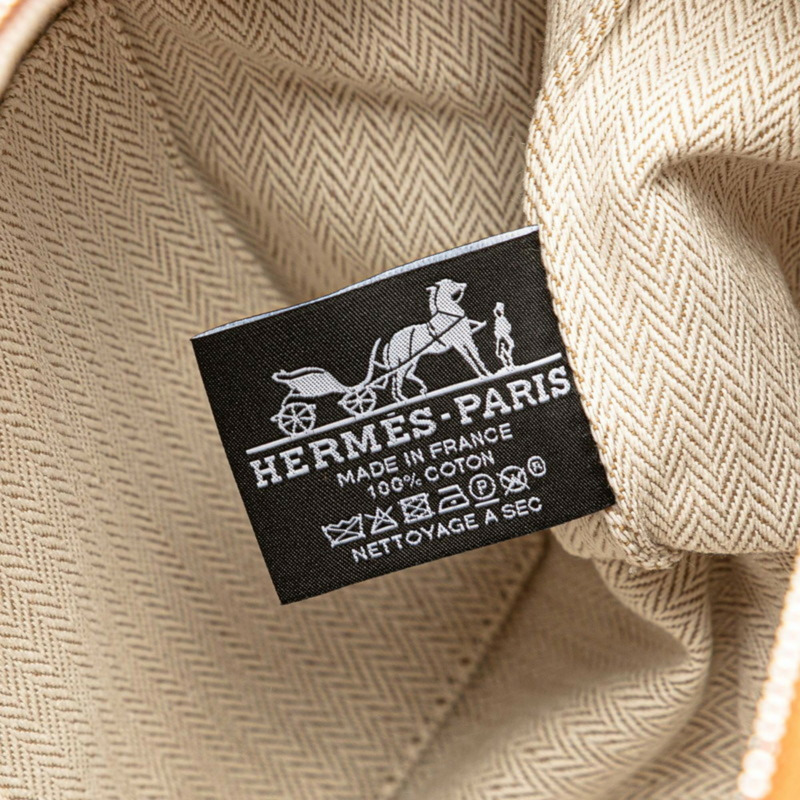 HERMÈS-PARIS
MADE IN FRANCE
100% COTON
P W ®
NETTOYAGE A SEC